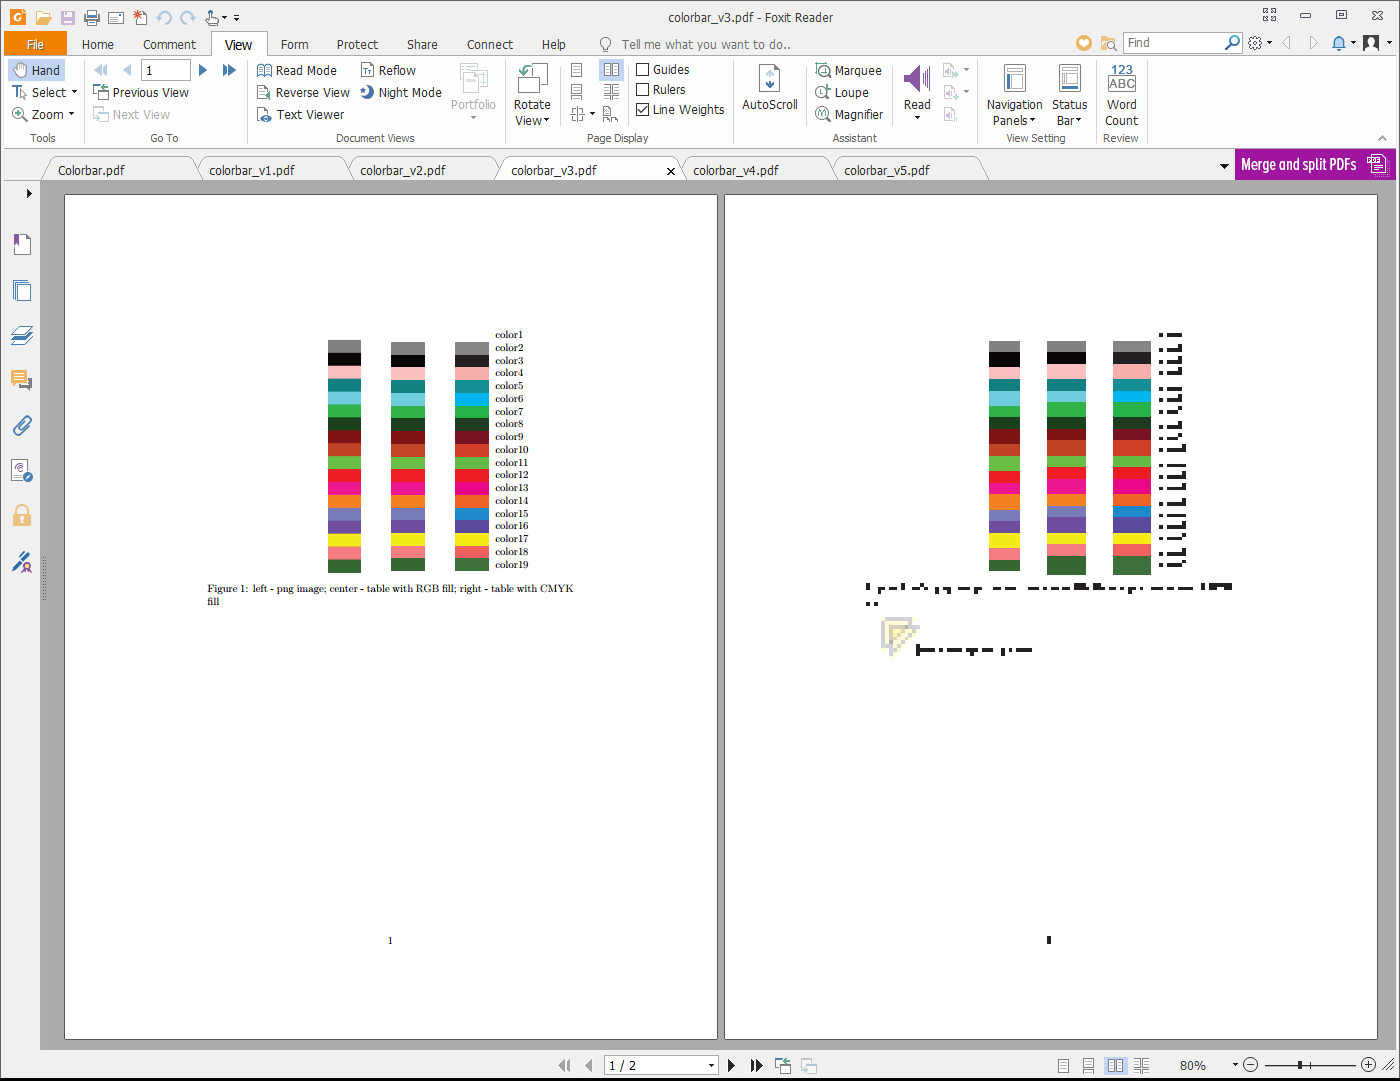 colorbar_v3.pdf - Foxit Reader
File Home Comment View Form Protect Share Connect Help Tell me what you want to do.. Find
Hand 1 Read Mode Reflow Guides Marquee
Select Previous View Reverse View Night Mode Portfolio Rotate View Rulers AutoScroll Loupe Read Navigation Panels Status Bar 123 ABC Word Count
Zoom Next View Text Viewer Line Weights Magnifier
Tools Go To Document Views Page Display Assistant View Setting Review
Colorbar.pdf colorbar_v1.pdf colorbar_v2.pdf colorbar_v3.pdf colorbar_v4.pdf colorbar_v5.pdf Merge and split PDFs
color1
color2
color3
color4
color5
color6
color7
color8
color9
color10
color11
color12
color13
color14
color15
color16
color17
color18
color19
Figure 1: left - png image; center - table with RGB fill; right - table with CMYK
fill
1
1 / 2 80%